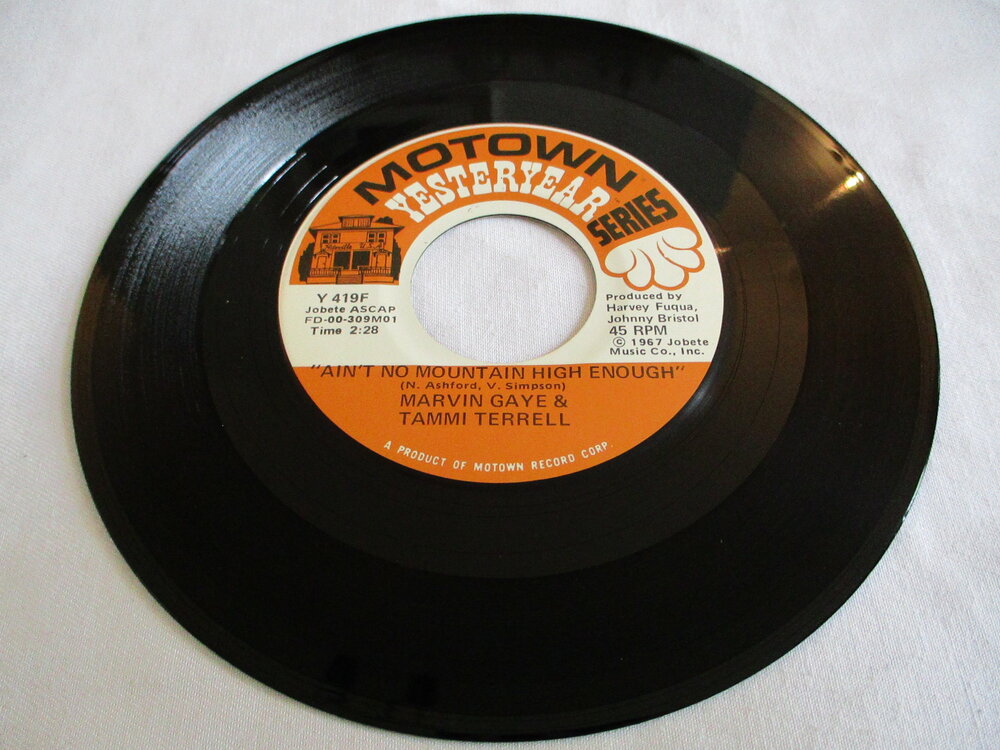 MOTOWN'S
YESTERYEAR
SERIES
Y 419F
Jobete ASCAP
FD-00-309M01
Time 2:28
Produced by
Harvey Fuqua,
Johnny Bristol
45 RPM
© 1967 Jobete
Music Co., Inc.
"AIN'T NO MOUNTAIN HIGH ENOUGH"
(N. Ashford, V. Simpson)
MARVIN GAYE &
TAMMI TERRELL
A PRODUCT OF MOTOWN RECORD CORP.